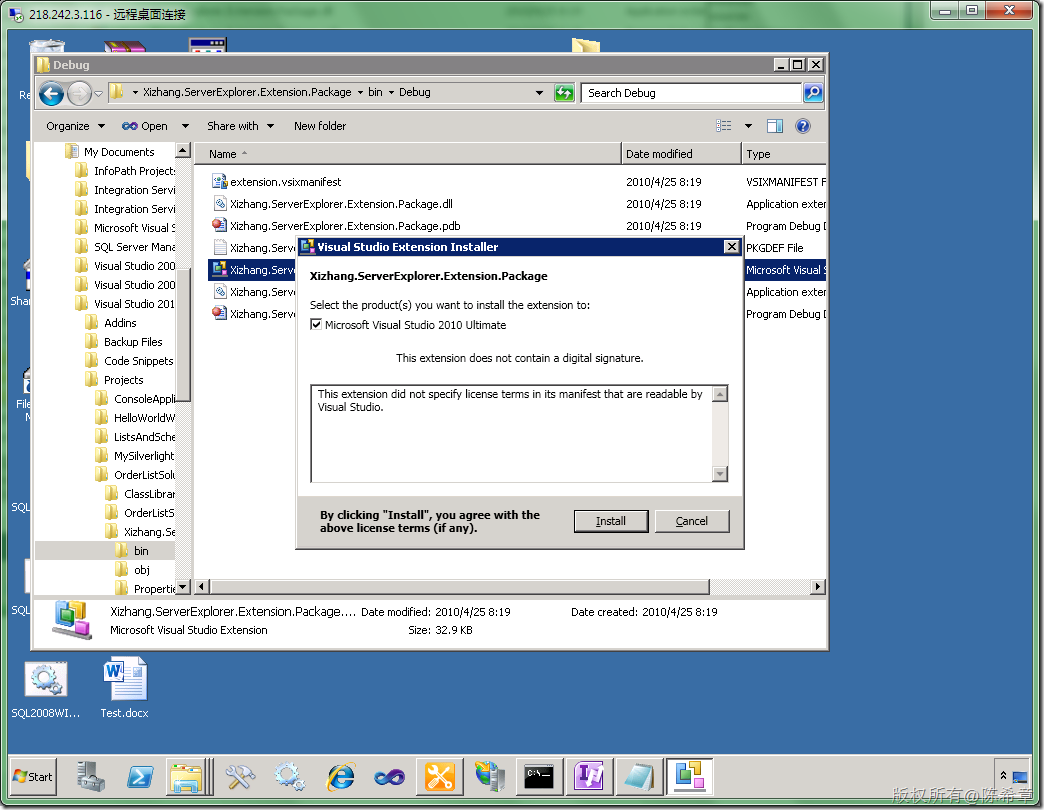 218.242.3.116 - 远程桌面连接
Debug
Xizhang.ServerExplorer.Extension.Package bin Debug
Search Debug
Organize Open Share with New folder
My Documents
InfoPath Projects
Integration Servi
Integration Servi
Microsoft Visual S
SQL Server Mana
Visual Studio 200
Visual Studio 200
Visual Studio 201
Addins
Backup Files
Code Snippets
Projects
ConsoleAppli
HelloWorldW
ListsAndSche
MySilverlight
OrderListSolu
ClassLibrar
OrderListS
Xizhang.Se
bin
obj
Propertie
Name Date modified Type
extension.vsixmanifest 2010/4/25 8:19 VSIXMANIFEST F
Xizhang.ServerExplorer.Extension.Package.dll 2010/4/25 8:19 Application exter
Xizhang.ServerExplorer.Extension.Package.pdb 2010/4/25 8:19 Program Debug D
Xizhang.Serv PKGDEF File
Xizhang.Serv Microsoft Visual S
Xizhang.Serv Application exter
Xizhang.Serv Program Debug D
Visual Studio Extension Installer
Xizhang.ServerExplorer.Extension.Package
Select the product(s) you want to install the extension to:
Microsoft Visual Studio 2010 Ultimate
This extension does not contain a digital signature.
This extension did not specify license terms in its manifest that are readable by
Visual Studio.
By clicking "Install", you agree with the
above license terms (if any).
Install Cancel
Xizhang.ServerExplorer.Extension.Package.... Date modified: 2010/4/25 8:19 Date created: 2010/4/25 8:19
Microsoft Visual Studio Extension Size: 32.9 KB
Re
Shar
File
M
SQL
SQL
SQL2008WI... Test.docx
Start
版权所有@陈希章